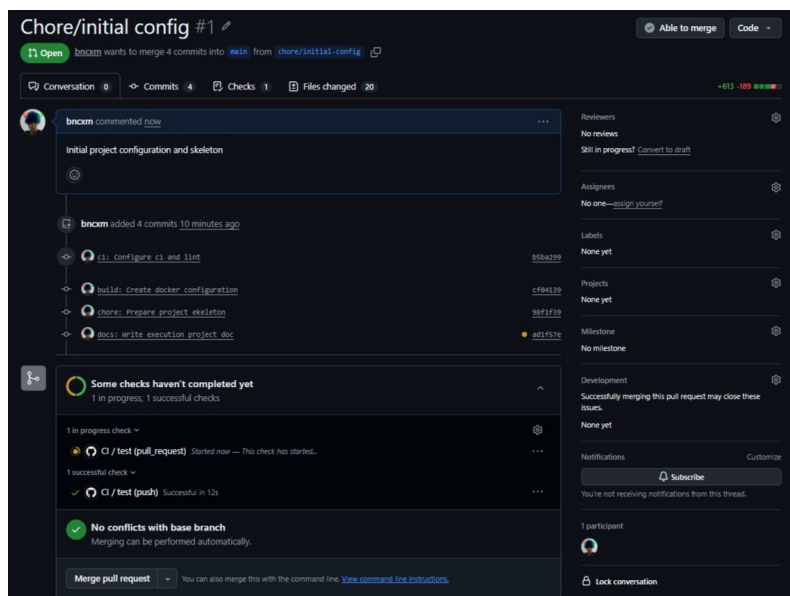 Chore/initial config #1
Able to merge
Code
Open
bncxm wants to merge 4 commits into main from chore/initial-config
Conversation 0
Commits 4
Checks 1
Files changed 20
+613 -189
bncxm commented now
Initial project configuration and skeleton
bncxm added 4 commits 10 minutes ago
ci: Configure ci and lint
b5ba299
build: Create docker configuration
cf04139
chore: Prepare project ekeleton
98f1f39
docs: write execution project doc
ad1f57e
Some checks haven't completed yet
1 in progress, 1 successful checks
1 in progress check
CI / test (pull_request) Started now — This check has started...
1 successful check
CI / test (push) Successful in 12s
No conflicts with base branch
Merging can be performed automatically.
Merge pull request
You can also merge this with the command line. View command line instructions.
Reviewers
No reviews
Still in progress? Convert to draft
Assignees
No one—assign yourself
Labels
None yet
Projects
None yet
Milestone
No milestone
Development
Successfully merging this pull request may close these
issues.
None yet
Notifications
Customize
Subscribe
You're not receiving notifications from this thread.
1 participant
Lock conversation